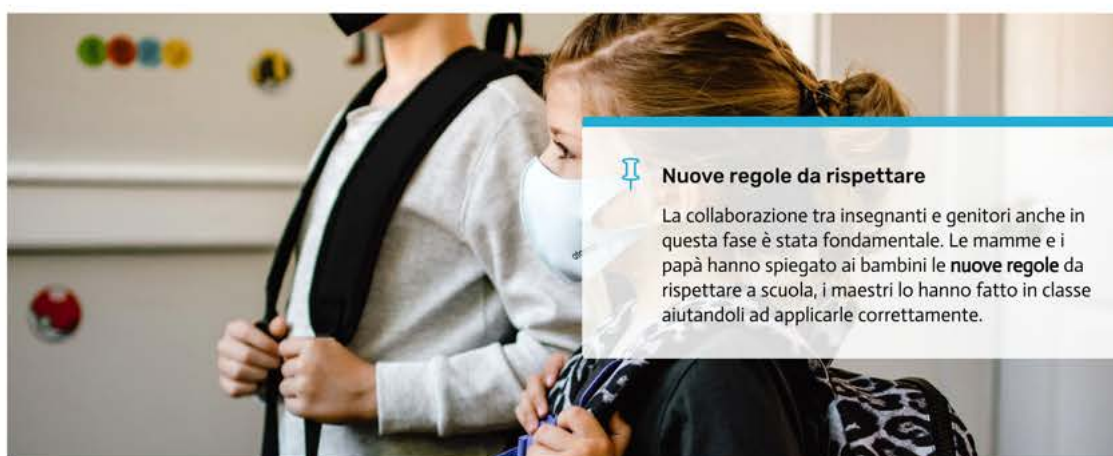 Nuove regole da rispettare
La collaborazione tra insegnanti e genitori anche in
questa fase è stata fondamentale. Le mamme e i
papà hanno spiegato ai bambini le nuove regole da
rispettare a scuola, i maestri lo hanno fatto in classe
aiutandoli ad applicarle correttamente.